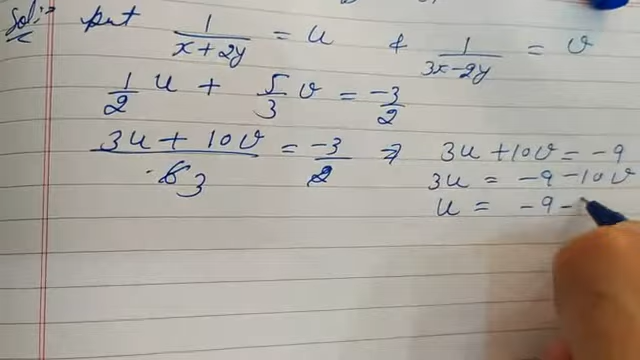 Sol:- put 1/(x+2y) = u & 1/(3x-2y) = v
1/2 u + 5/3 v = -3/2
(3u + 10v)/6 3 = -3/2 ⇒ 3u + 10v = -9
3u = -9 - 10v
u = -9 -